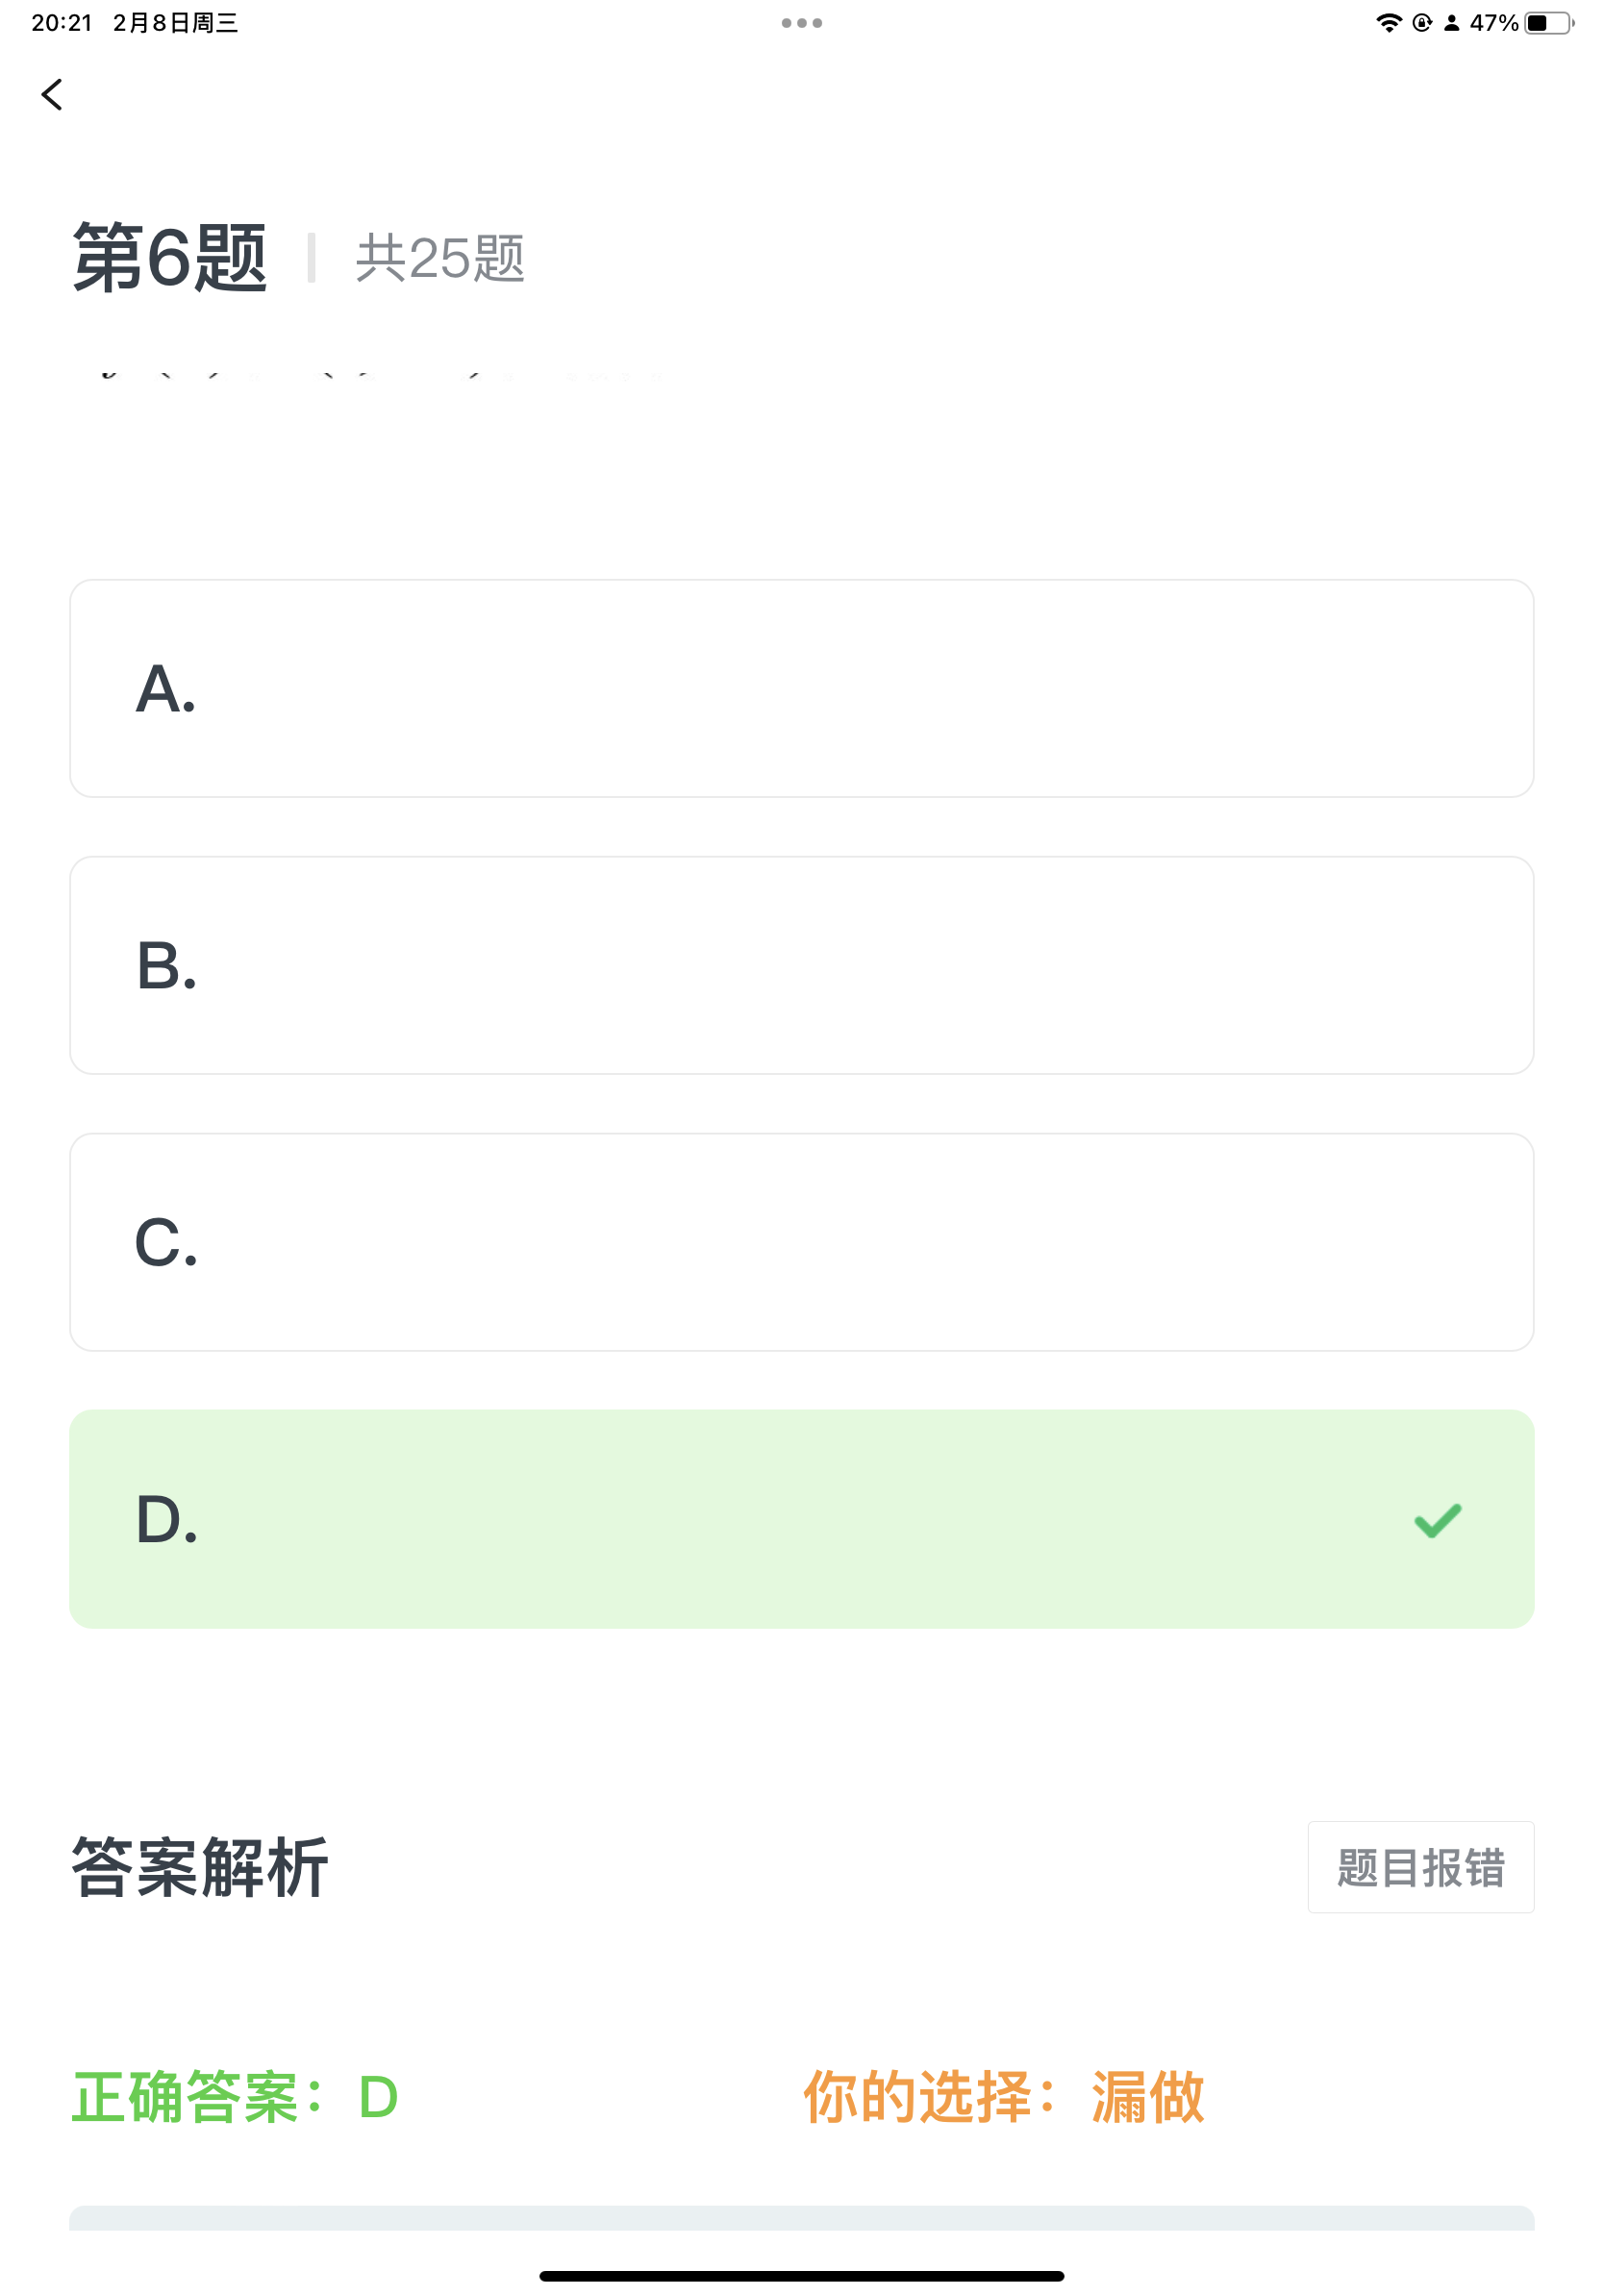 20:21 2月8日周三
47%
第6题 共25题
A.
B.
C.
D.
答案解析
题目报错
正确答案：D
你的选择：漏做